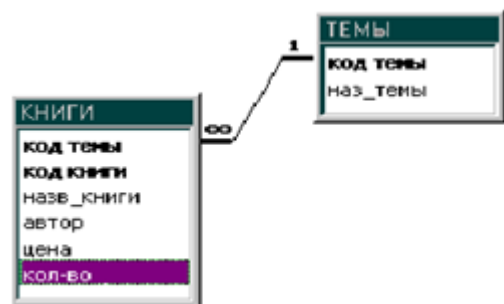 ТЕМЫ
код темы
наз_темы
1
∞
КНИГИ
код темы
код книги
назв_книги
автор
цена
кол-во